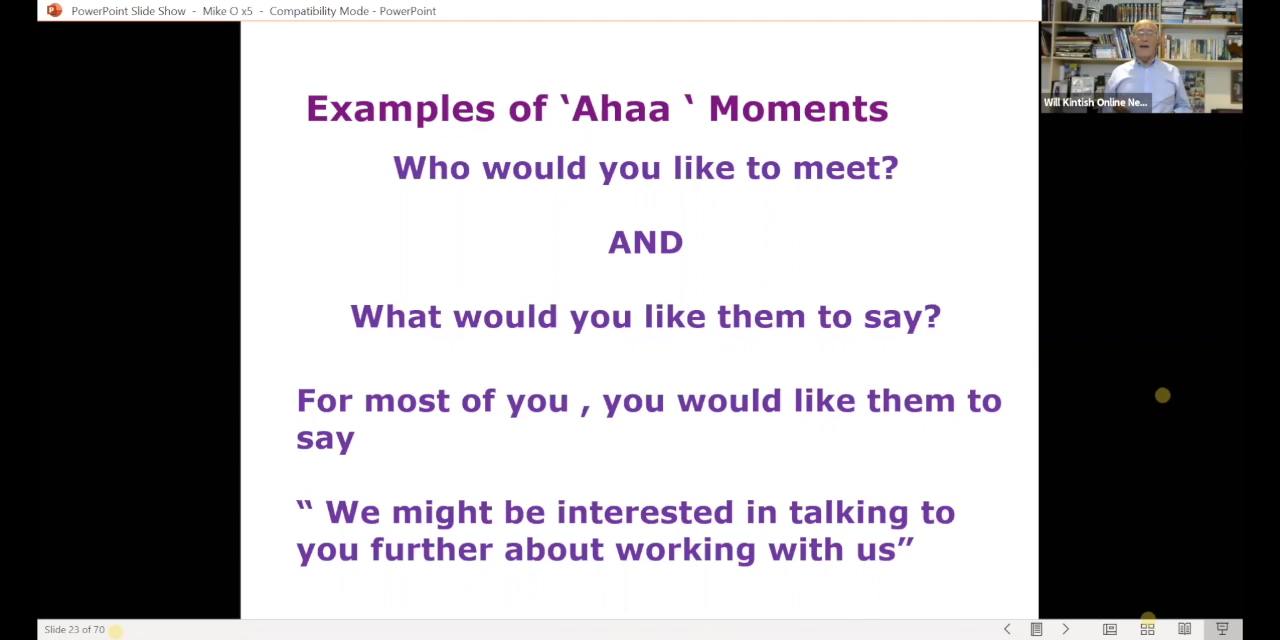 PowerPoint Slide Show - Mike O x5 - Compatibility Mode - PowerPoint
Will Kintish Online Ne...
Examples of ‘Ahaa ‘ Moments
Who would you like to meet?
AND
What would you like them to say?
For most of you , you would like them to
say
“ We might be interested in talking to
you further about working with us”
Slide 23 of 70